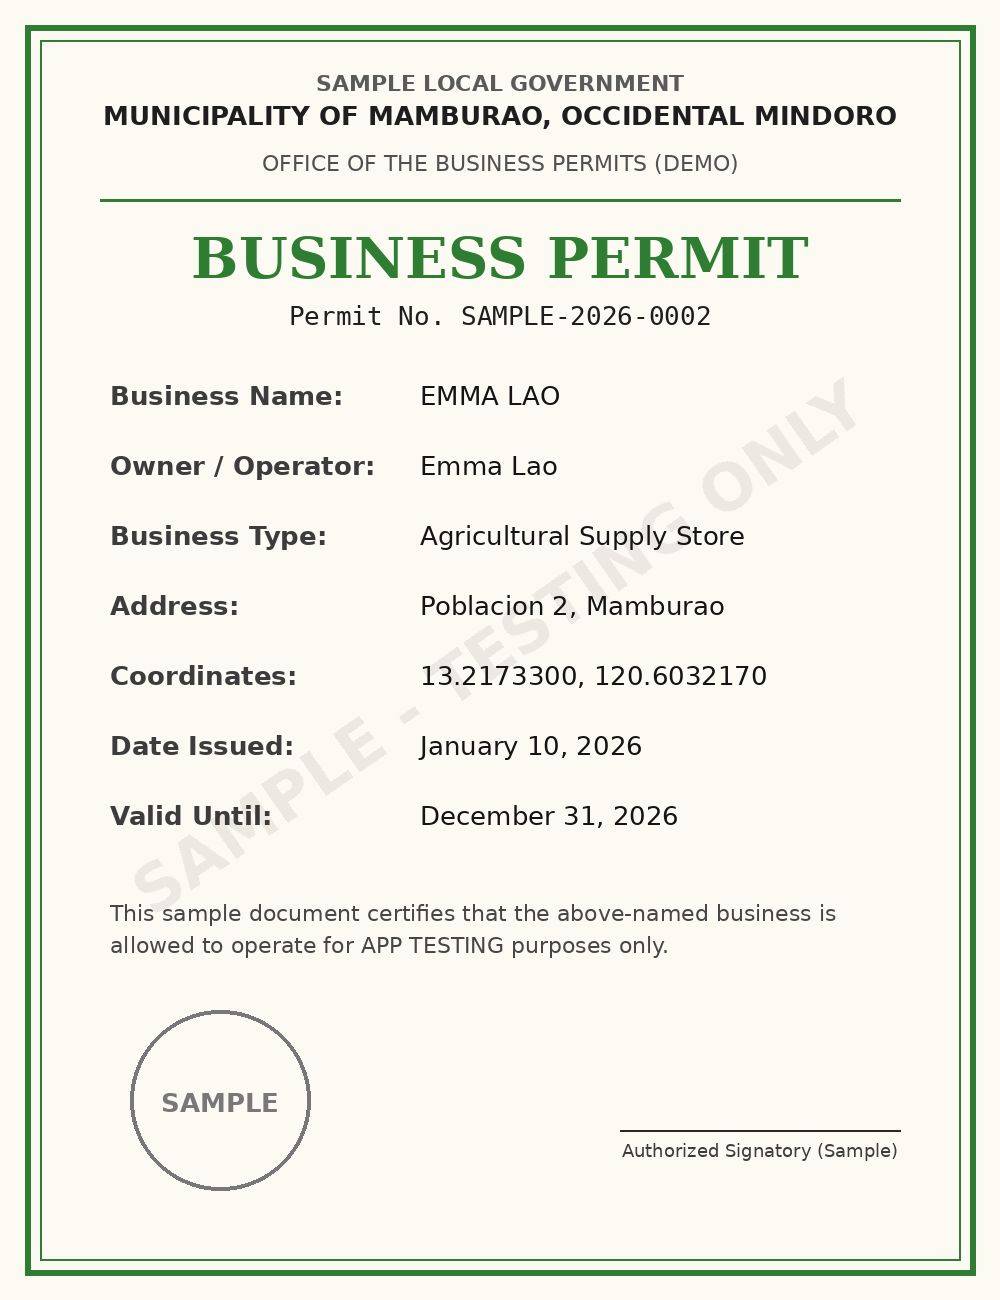 SAMPLE LOCAL GOVERNMENT
MUNICIPALITY OF MAMBURAO, OCCIDENTAL MINDORO
OFFICE OF THE BUSINESS PERMITS (DEMO)
BUSINESS PERMIT
Permit No. SAMPLE-2026-0002
Business Name: EMMA LAO
Owner / Operator: Emma Lao
Business Type: Agricultural Supply Store
Address: Poblacion 2, Mamburao
Coordinates: 13.2173300, 120.6032170
Date Issued: January 10, 2026
Valid Until: December 31, 2026
SAMPLE - TESTING ONLY
This sample document certifies that the above-named business is
allowed to operate for APP TESTING purposes only.
SAMPLE
Authorized Signatory (Sample)